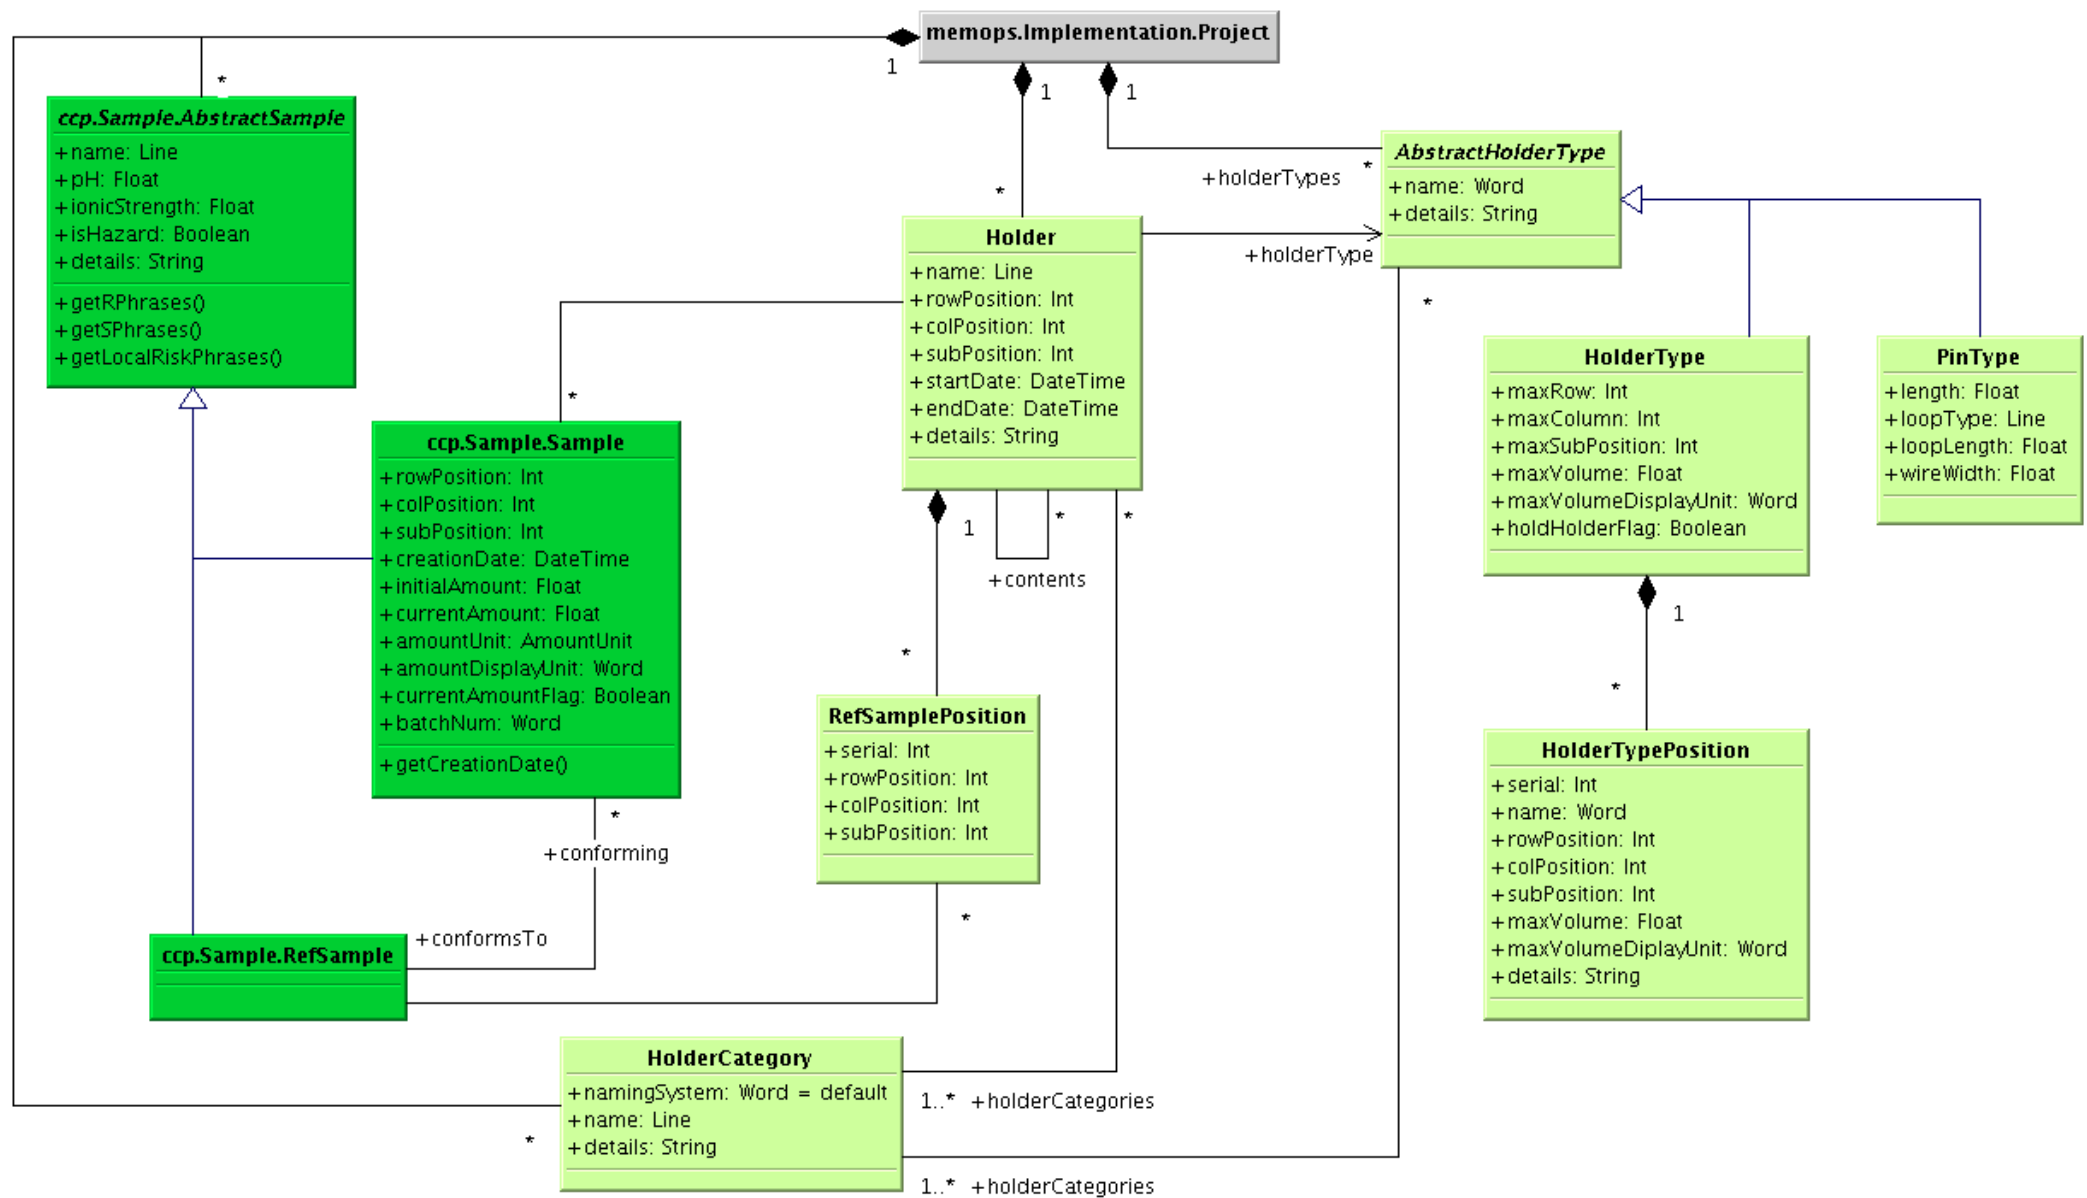 memops.Implementation.Project
1
*
1
1
ccp.Sample.AbstractSample
+name: Line
+pH: Float
+ionicStrength: Float
+isHazard: Boolean
+details: String
+getRPhrases()
+getSPhrases()
+getLocalRiskPhrases()
AbstractHolderType
+name: Word
+details: String
+holderTypes
*
*
Holder
+name: Line
+rowPosition: Int
+colPosition: Int
+subPosition: Int
+startDate: DateTime
+endDate: DateTime
+details: String
+holderType
*
*
ccp.Sample.Sample
+rowPosition: Int
+colPosition: Int
+subPosition: Int
+creationDate: DateTime
+initialAmount: Float
+currentAmount: Float
+amountUnit: AmountUnit
+amountDisplayUnit: Word
+currentAmountFlag: Boolean
+batchNum: Word
+getCreationDate()
HolderType
+maxRow: Int
+maxColumn: Int
+maxSubPosition: Int
+maxVolume: Float
+maxVolumeDisplayUnit: Word
+holdHolderFlag: Boolean
PinType
+length: Float
+loopType: Line
+loopLength: Float
+wireWidth: Float
1
*
*
+contents
1
*
*
RefSamplePosition
+serial: Int
+rowPosition: Int
+colPosition: Int
+subPosition: Int
HolderTypePosition
+serial: Int
+name: Word
+rowPosition: Int
+colPosition: Int
+subPosition: Int
+maxVolume: Float
+maxVolumeDiplayUnit: Word
+details: String
*
+conforming
*
+conformsTo
ccp.Sample.RefSample
HolderCategory
+namingSystem: Word = default
+name: Line
+details: String
*
1..* +holderCategories
1..* +holderCategories